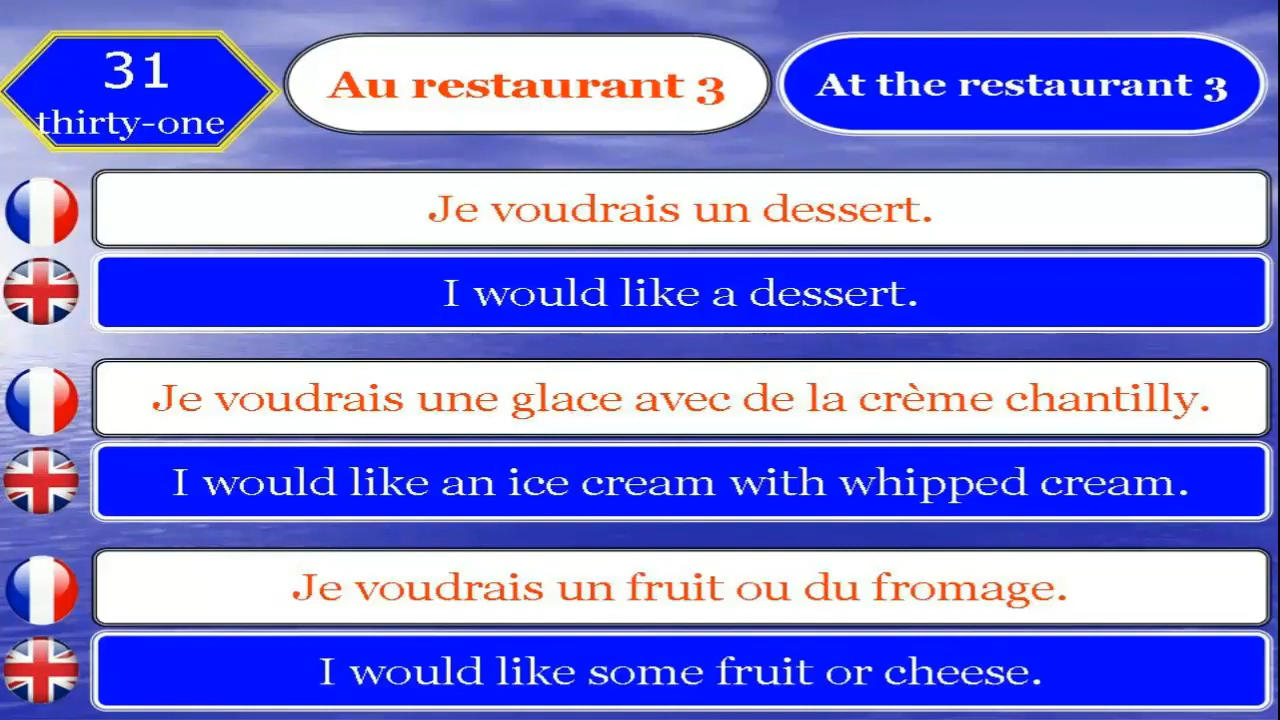 31
thirty-one
Au restaurant 3
At the restaurant 3
Je voudrais un dessert.
I would like a dessert.
Je voudrais une glace avec de la crème chantilly.
I would like an ice cream with whipped cream.
Je voudrais un fruit ou du fromage.
I would like some fruit or cheese.